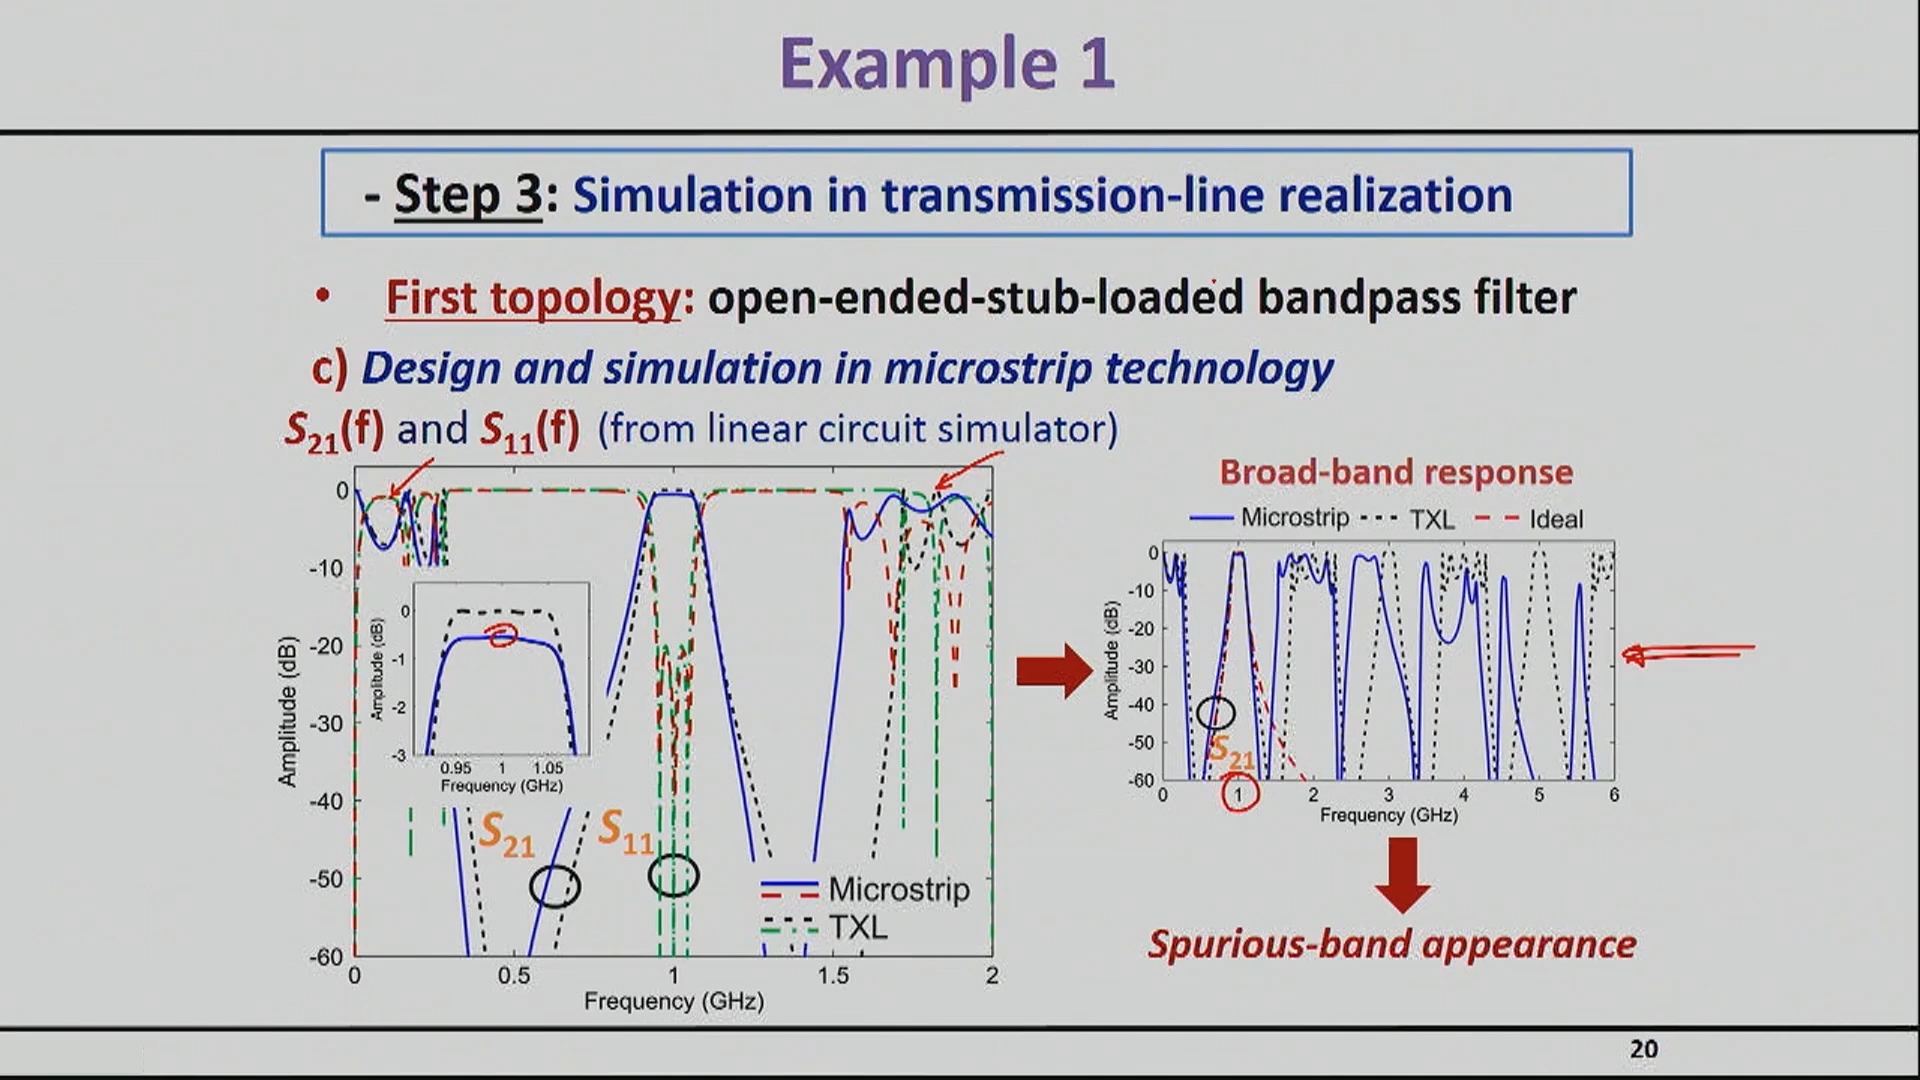 Example 1
- Step 3: Simulation in transmission-line realization
• First topology: open-ended-stub-loaded bandpass filter
c) Design and simulation in microstrip technology
S21(f) and S11(f) (from linear circuit simulator)
0
-10
-20
-30
-40
-50
-60
Amplitude (dB)
0
-1
-2
-3
Amplitude (dB)
0.95 1 1.05
Frequency (GHz)
S21
S11
Microstrip
TXL
0 0.5 1 1.5 2
Frequency (GHz)
Broad-band response
Microstrip TXL Ideal
0
-10
-20
-30
-40
-50
-60
Amplitude (dB)
S21
0 1 2 3 4 5 6
Frequency (GHz)
Spurious-band appearance
20